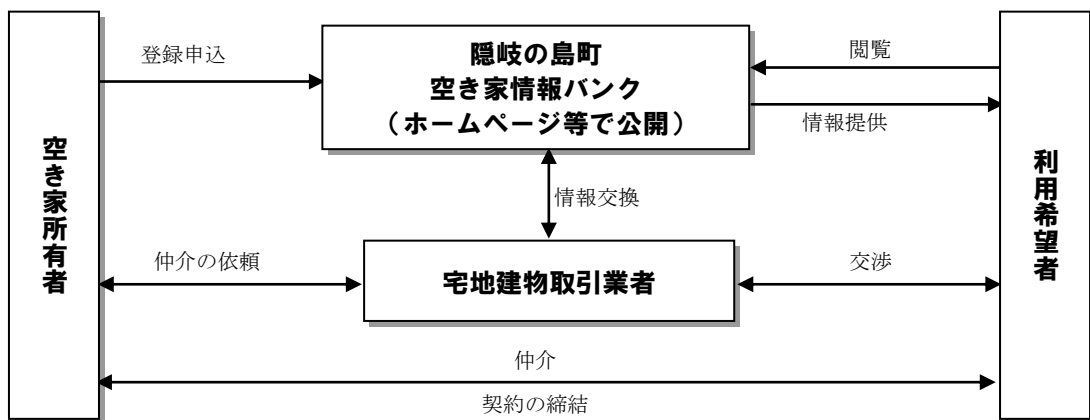 登録申込
隠岐の島町
空き家情報バンク
（ホームページ等で公開）
閲覧
情報提供
空き家所有者
利用希望者
情報交換
仲介の依頼
宅地建物取引業者
交渉
仲介
契約の締結